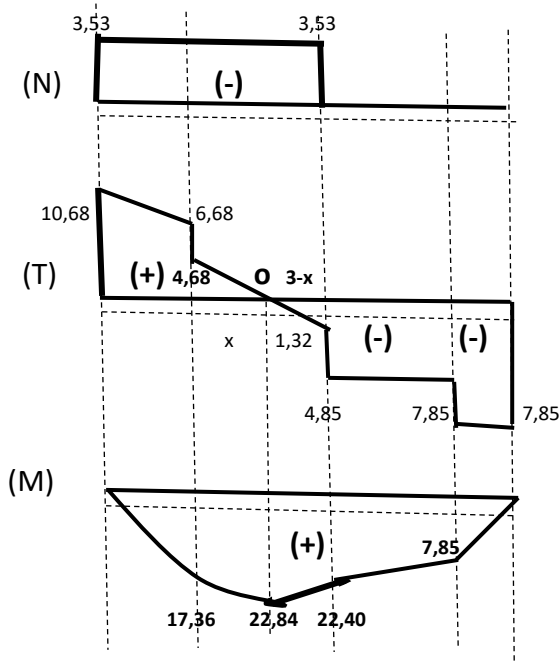 3,53 3,53
(N) (-)
10,68 6,68
(T) (+) 4,68 O 3-x
x 1,32 (-) (-)
4,85 7,85 7,85
(M)
(+) 7,85
17,36 22,84 22,40